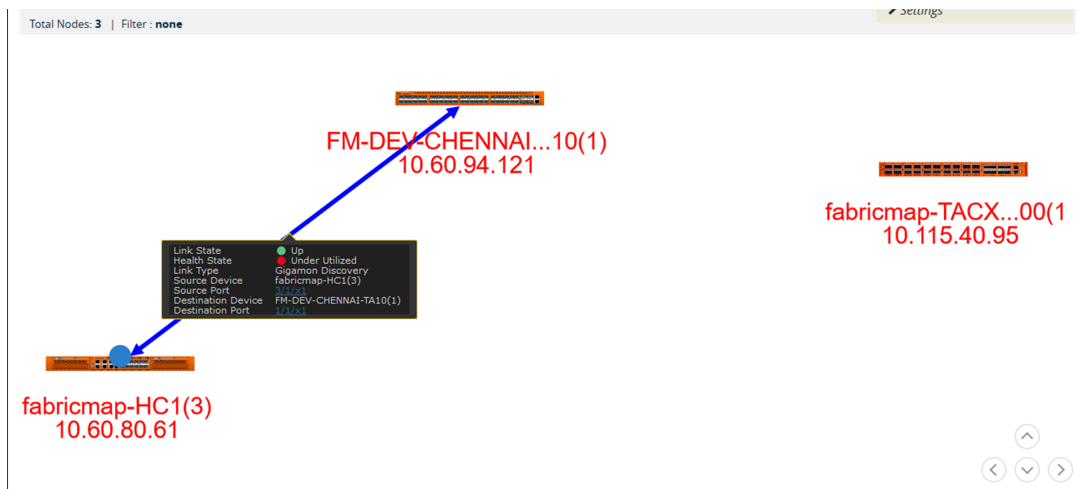 Total Nodes: 3 | Filter : none
Settings
FM-DEV-CHENNAI...10(1)
10.60.94.121
fabricmap-TACX...00(1
10.115.40.95
Link State Up
Health State Under Utilized
Link Type Gigamon Discovery
Source Device fabricmap-HC1(3)
Source Port 3/1/x1
Destination Device FM-DEV-CHENNAI-TA10(1)
Destination Port 1/1/x1
fabricmap-HC1(3)
10.60.80.61